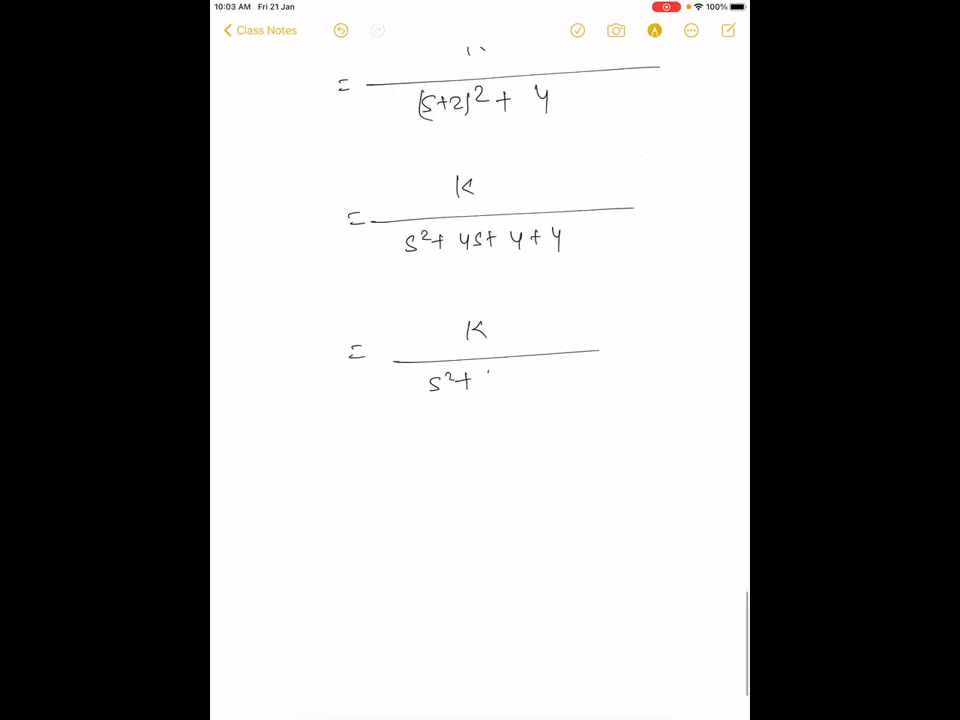 10:03 AM Fri 21 Jan 100%
Class Notes
=
(s+2)² + 4
K
=
s² + 4s + 4 + 4
K
=
s² +